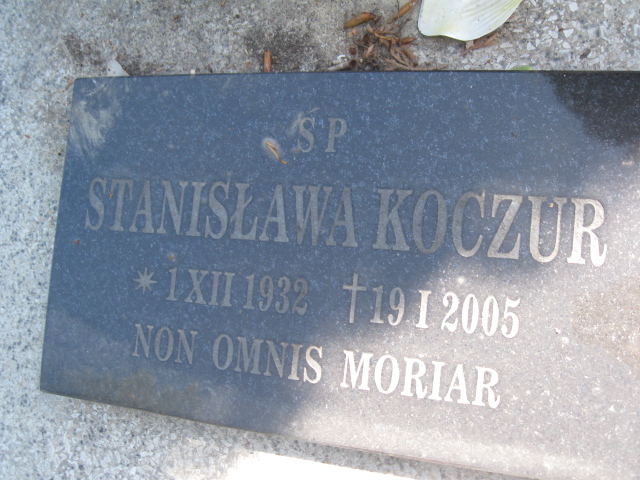 ŚP
STANISŁAWA KOCZUR
* 1 XII 1932 † 19 I 2005
NON OMNIS MORIAR